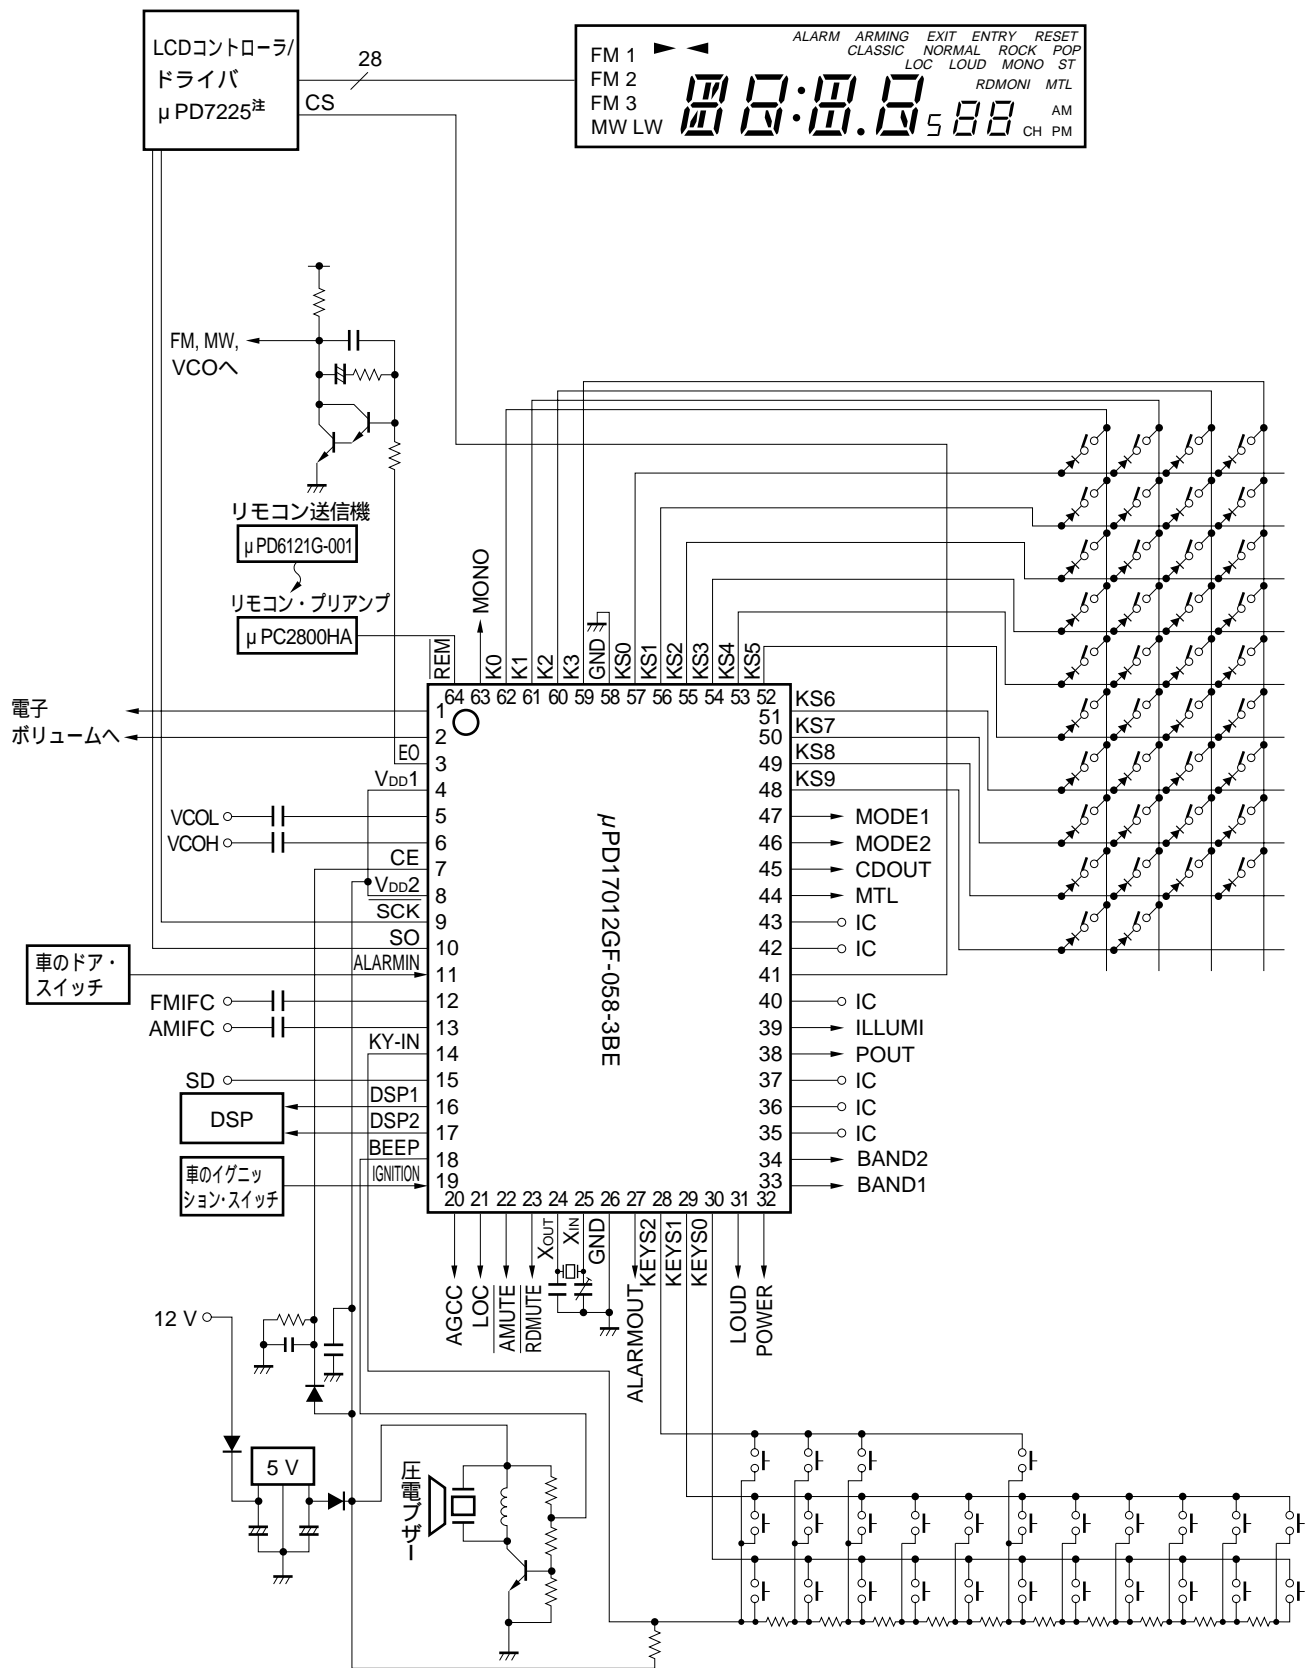 LCDコントローラ/
ドライバ
μPD7225注
28
CS
FM 1
FM 2
FM 3
MW LW
ALARM ARMING EXIT ENTRY RESET
CLASSIC NORMAL ROCK POP
LOC LOUD MONO ST
RDMONI MTL
AM
CH PM
88:8.8
5 88
FM, MW,
VCOへ
リモコン送信機
μPD6121G-001
リモコン・プリアンプ
μPC2800HA
REM
MONO
K0
K1
K2
K3
GND
KS0
KS1
KS2
KS3
KS4
KS5
64 63 62 61 60 59 58 57 56 55 54 53 52
電子
ボリュームへ
1
2
EO 3
VDD1 4
VCOL 5
VCOH 6
CE 7
VDD2 8
SCK 9
SO 10
車のドア・
スイッチ
ALARMIN 11
FMIFC 12
AMIFC 13
KY-IN 14
SD 15
DSP
DSP1 16
DSP2 17
BEEP 18
車のイグニッ
ション・スイッチ
IGNITION 19
μPD17012GF-058-3BE
51 KS6
50 KS7
49 KS8
48 KS9
47 MODE1
46 MODE2
45 CDOUT
44 MTL
43 IC
42 IC
41
40 IC
39 ILLUMI
38 POUT
37 IC
36 IC
35 IC
34 BAND2
33 BAND1
20 21 22 23 24 25 26 27 28 29 30 31 32
AGCC
LOC
AMUTE
RDMUTE
XOUT
XIN
GND
ALARMOUT
KEYS2
KEYS1
KEYS0
LOUD
POWER
12 V
5 V
圧電ブザー